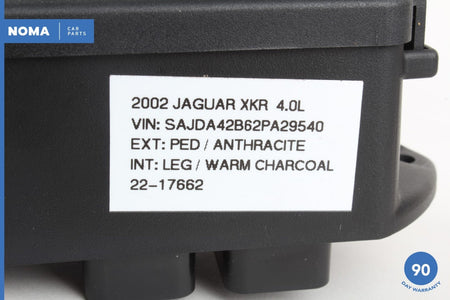 NOMA CAR
PARTS
2002 JAGUAR XKR 4.0L
VIN: SAJDA42B62PA29540
EXT: PED / ANTHRACITE
INT: LEG / WARM CHARCOAL
22-17662
90
DAY WARRANTY